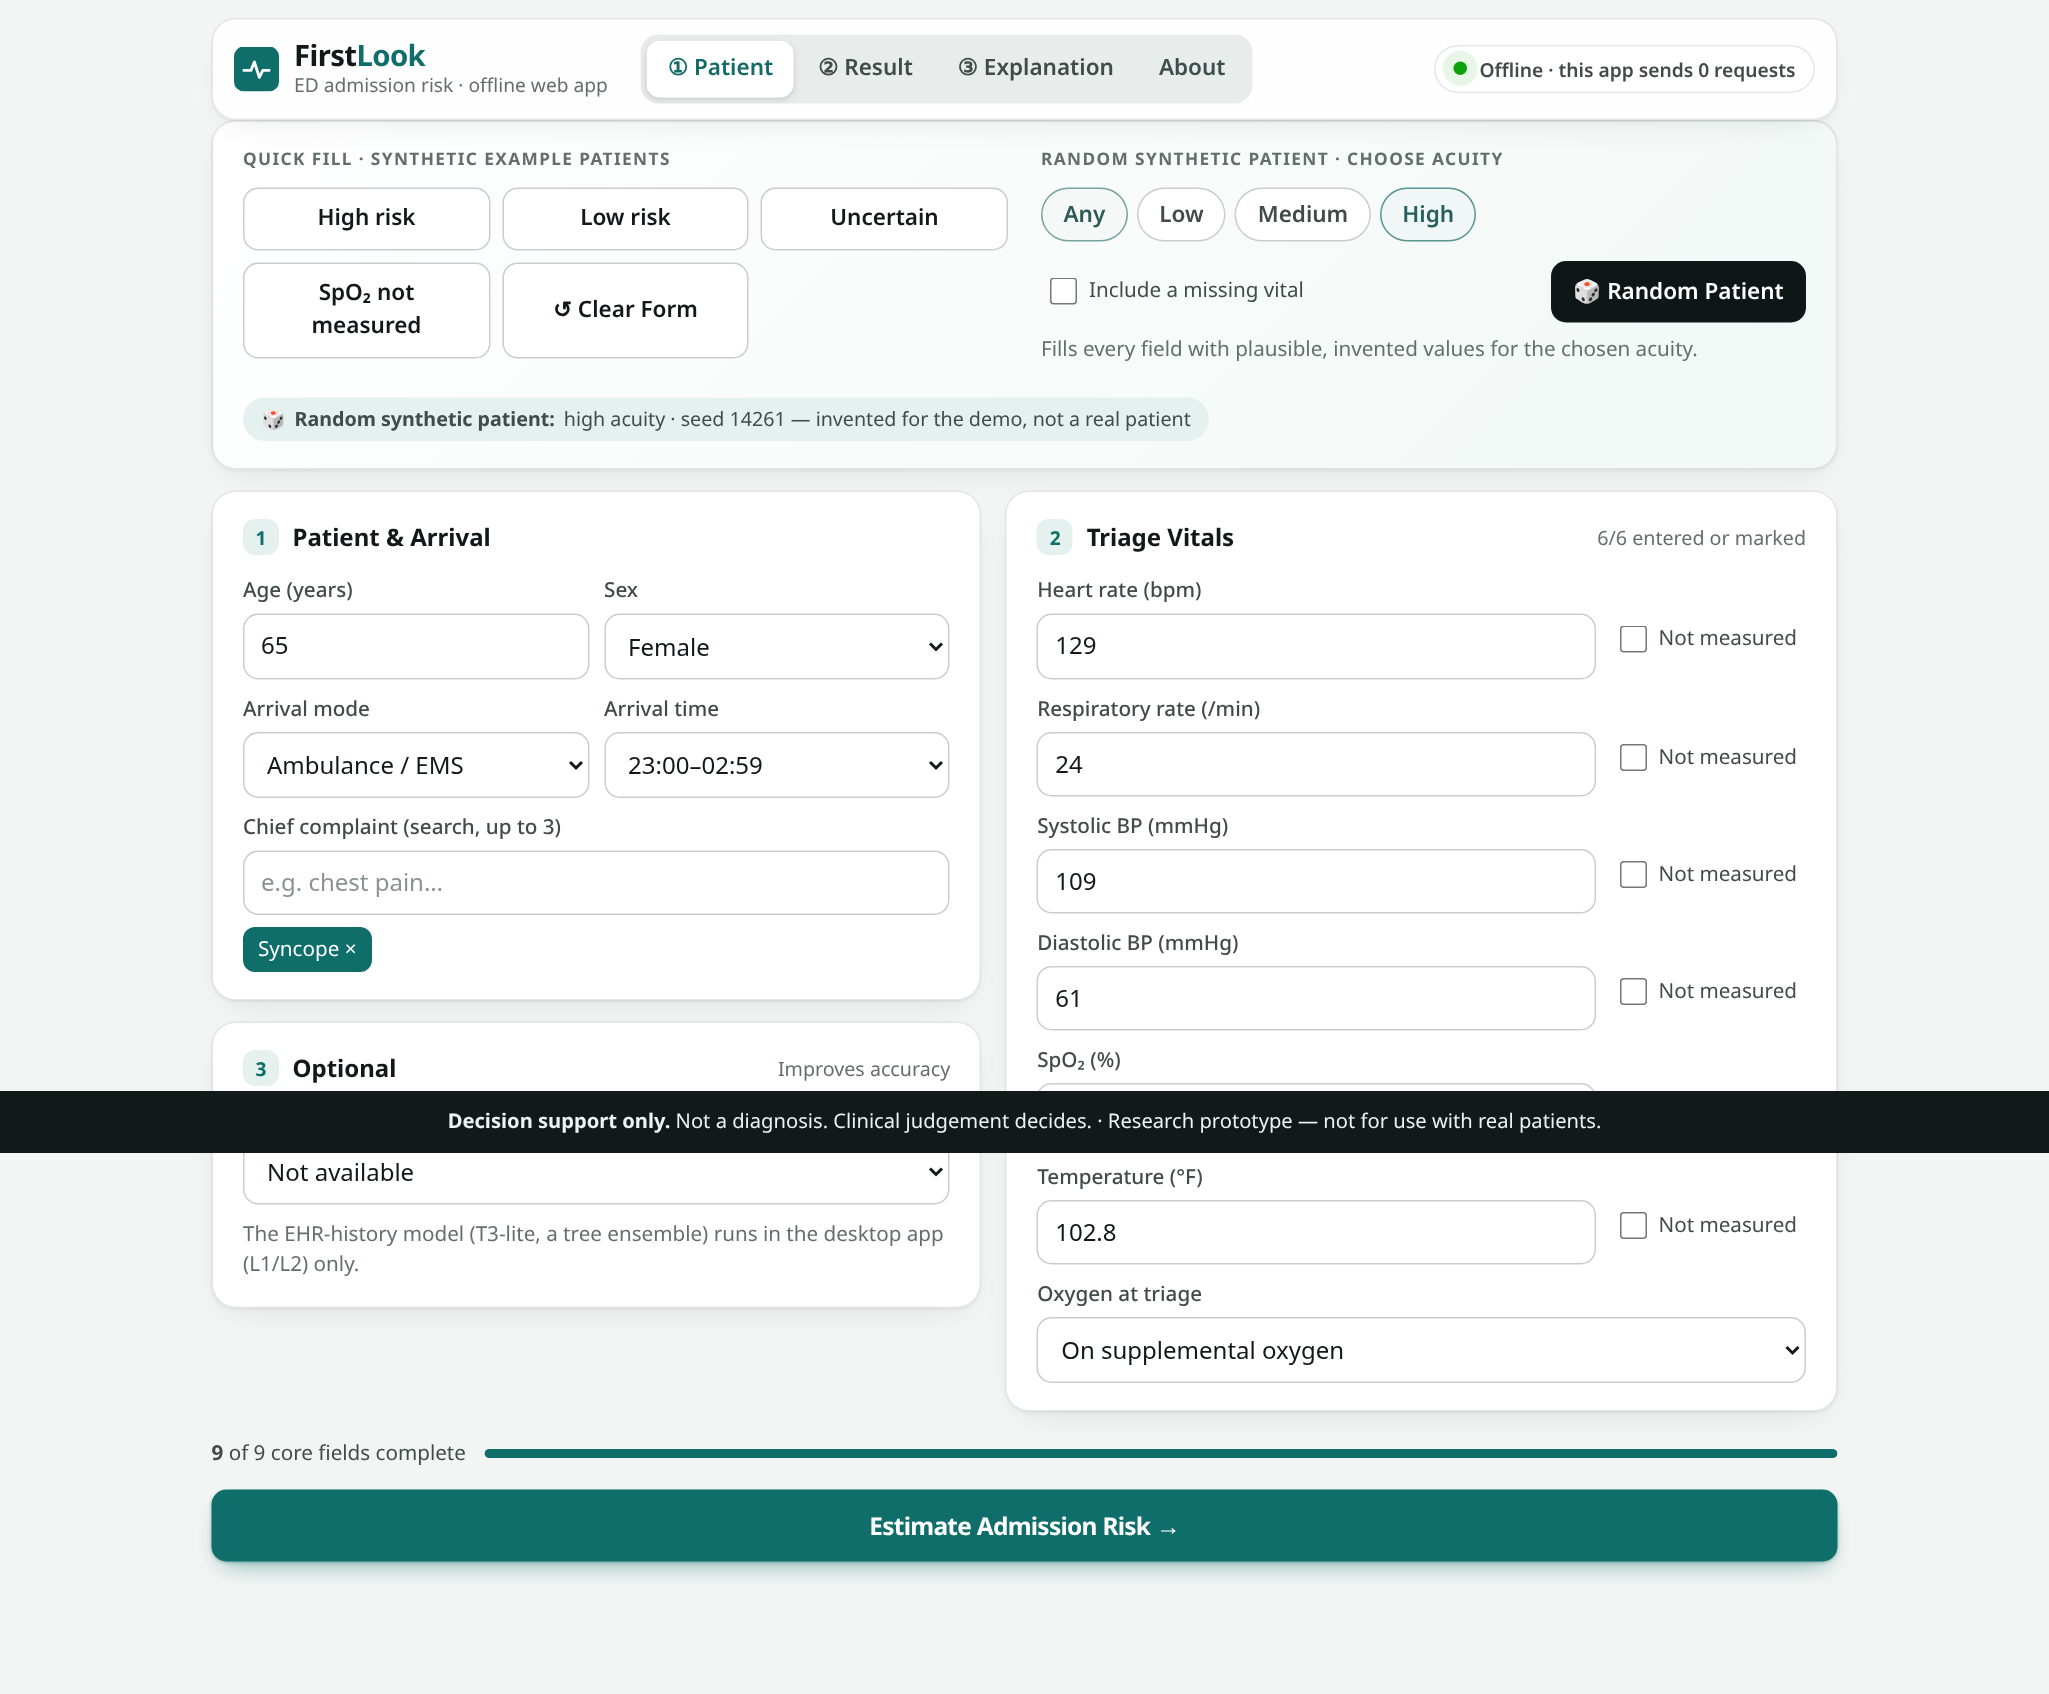 FirstLook
ED admission risk · offline web app
① Patient
② Result
③ Explanation
About
Offline · this app sends 0 requests
QUICK FILL · SYNTHETIC EXAMPLE PATIENTS
High risk
Low risk
Uncertain
SpO₂ not
measured
↺ Clear Form
RANDOM SYNTHETIC PATIENT · CHOOSE ACUITY
Any
Low
Medium
High
Include a missing vital
🎲 Random Patient
Fills every field with plausible, invented values for the chosen acuity.
🎲 Random synthetic patient: high acuity · seed 14261 — invented for the demo, not a real patient
1 Patient & Arrival
Age (years)
65
Sex
Female
Arrival mode
Ambulance / EMS
Arrival time
23:00–02:59
Chief complaint (search, up to 3)
e.g. chest pain...
Syncope ×
3 Optional
Improves accuracy
Not available
The EHR-history model (T3-lite, a tree ensemble) runs in the desktop app
(L1/L2) only.
2 Triage Vitals
6/6 entered or marked
Heart rate (bpm)
129
Not measured
Respiratory rate (/min)
24
Not measured
Systolic BP (mmHg)
109
Not measured
Diastolic BP (mmHg)
61
Not measured
SpO₂ (%)
Decision support only. Not a diagnosis. Clinical judgement decides. · Research prototype — not for use with real patients.
Temperature (°F)
102.8
Not measured
Oxygen at triage
On supplemental oxygen
9 of 9 core fields complete
Estimate Admission Risk →